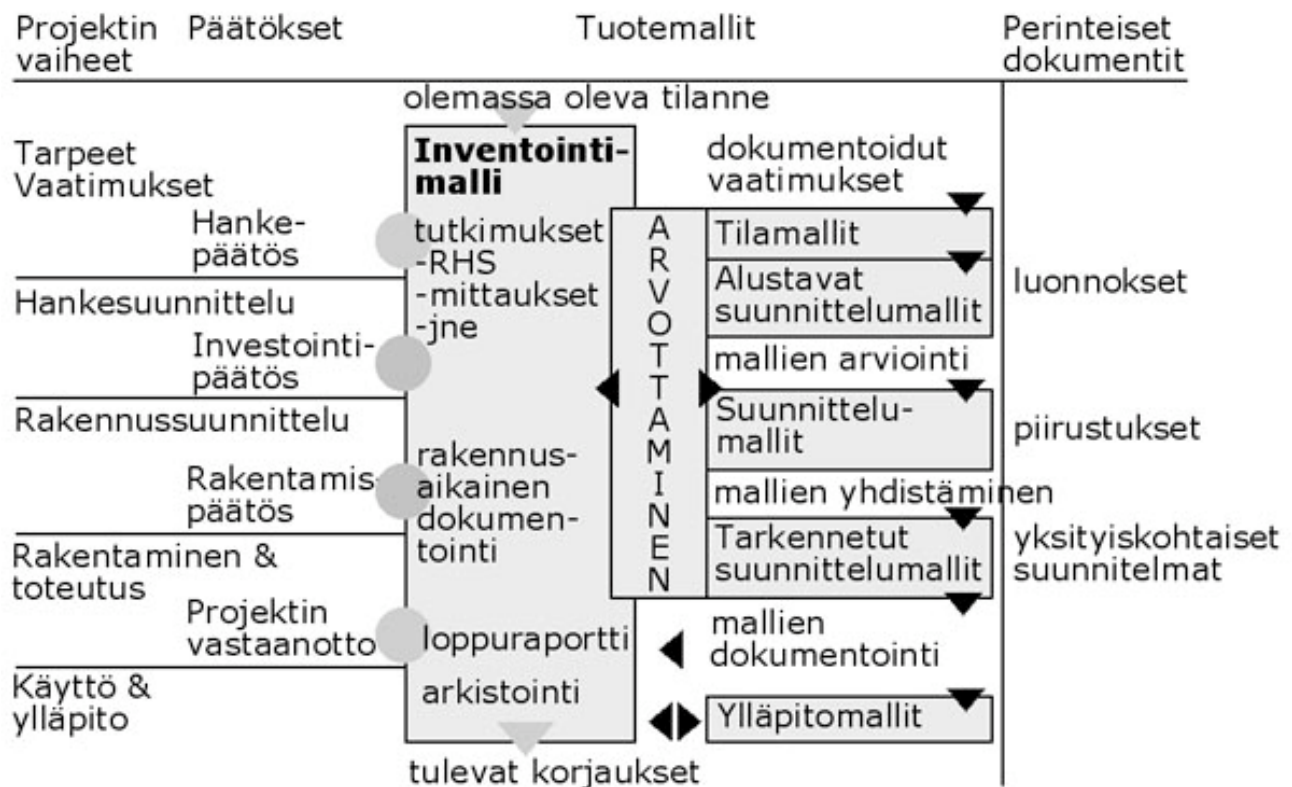 Projektin vaiheet
Päätökset
Tuotemallit
Perinteiset dokumentit
olemassa oleva tilanne
Tarpeet
Vaatimukset
Hanke-
päätös
Hankesuunnittelu
Investointi-
päätös
Rakennussuunnittelu
Rakentamis-
päätös
Rakentaminen &
toteutus
Projektin
vastaanotto
Käyttö &
ylläpito
Inventointi-
malli
tutkimukset
-RHS
-mittaukset
-jne
rakennus-
aikainen
dokumen-
tointi
loppuraportti
arkistointi
tulevat korjaukset
ARVOTTAMINEN
dokumentoidut
vaatimukset
Tilamallit
Alustavat
suunnittelumallit
mallien arviointi
Suunnittelu-
mallit
mallien yhdistäminen
Tarkennetut
suunnittelumallit
mallien
dokumentointi
Ylläpitomallit
luonnokset
piirustukset
yksityiskohtaiset
suunnitelmat